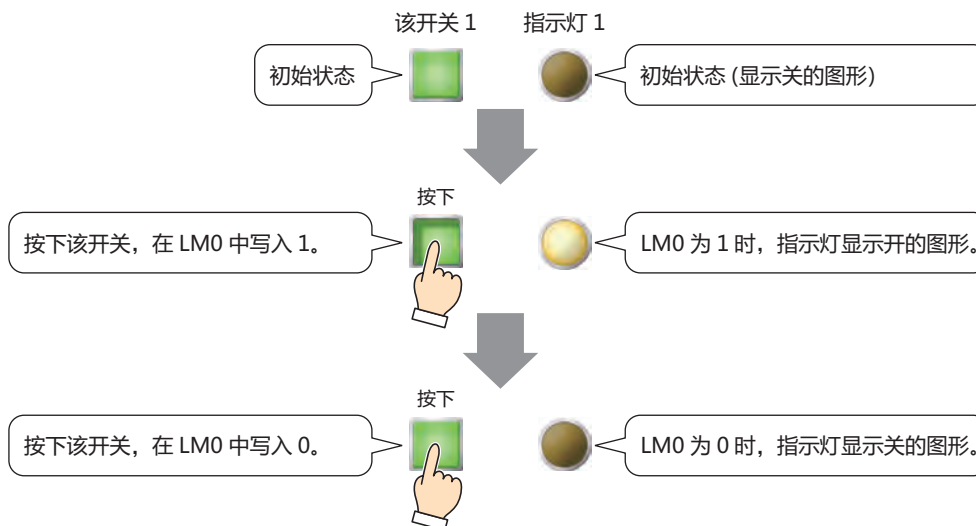 该开关 1
指示灯 1
初始状态
初始状态 (显示关的图形)
按下
按下该开关，在 LM0 中写入 1。
LM0 为 1 时，指示灯显示开的图形。
按下
按下该开关，在 LM0 中写入 0。
LM0 为 0 时，指示灯显示关的图形。